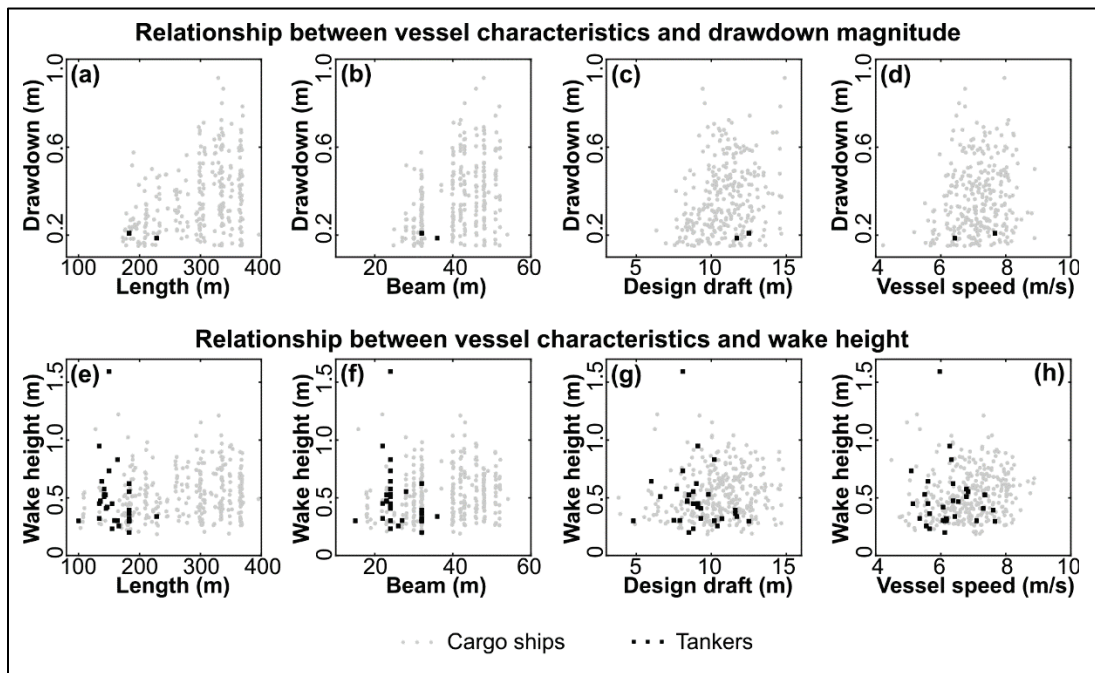 Relationship between vessel characteristics and drawdown magnitude
(a)
Drawdown (m)
1.0
0.6
0.2
100 200 300 400
Length (m)
(b)
Drawdown (m)
1.0
0.6
0.2
20 40 60
Beam (m)
(c)
Drawdown (m)
1.0
0.6
0.2
5 10 15
Design draft (m)
(d)
Drawdown (m)
1.0
0.6
0.2
4 6 8 10
Vessel speed (m/s)
Relationship between vessel characteristics and wake height
(e)
Wake height (m)
1.5
1.0
0.5
0
100 200 300 400
Length (m)
(f)
Wake height (m)
1.5
1.0
0.5
0
20 40 60
Beam (m)
(g)
Wake height (m)
1.5
1.0
0.5
0
5 10 15
Design draft (m)
(h)
Wake height (m)
1.5
1.0
0.5
0
4 6 8 10
Vessel speed (m/s)
Cargo ships
Tankers